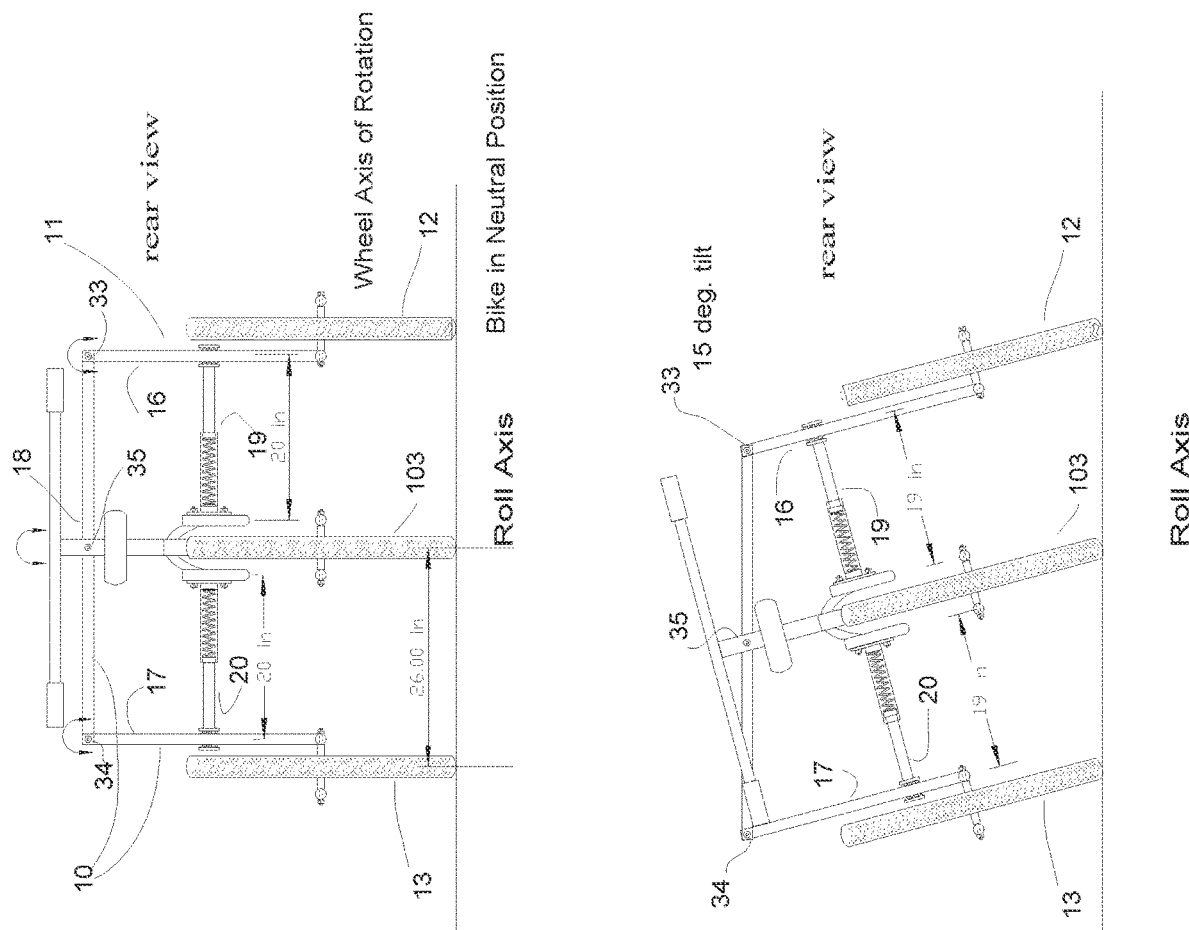 11
rear view
33
16
Wheel Axis of Rotation
12
Bike in Neutral Position
18
35
19
20 In
103
Roll Axis
17
20
20 In
26.00 In
34
10
13
15 deg. tilt
33
rear view
12
16
19
19 In
103
Roll Axis
35
20
19 n
17
34
13